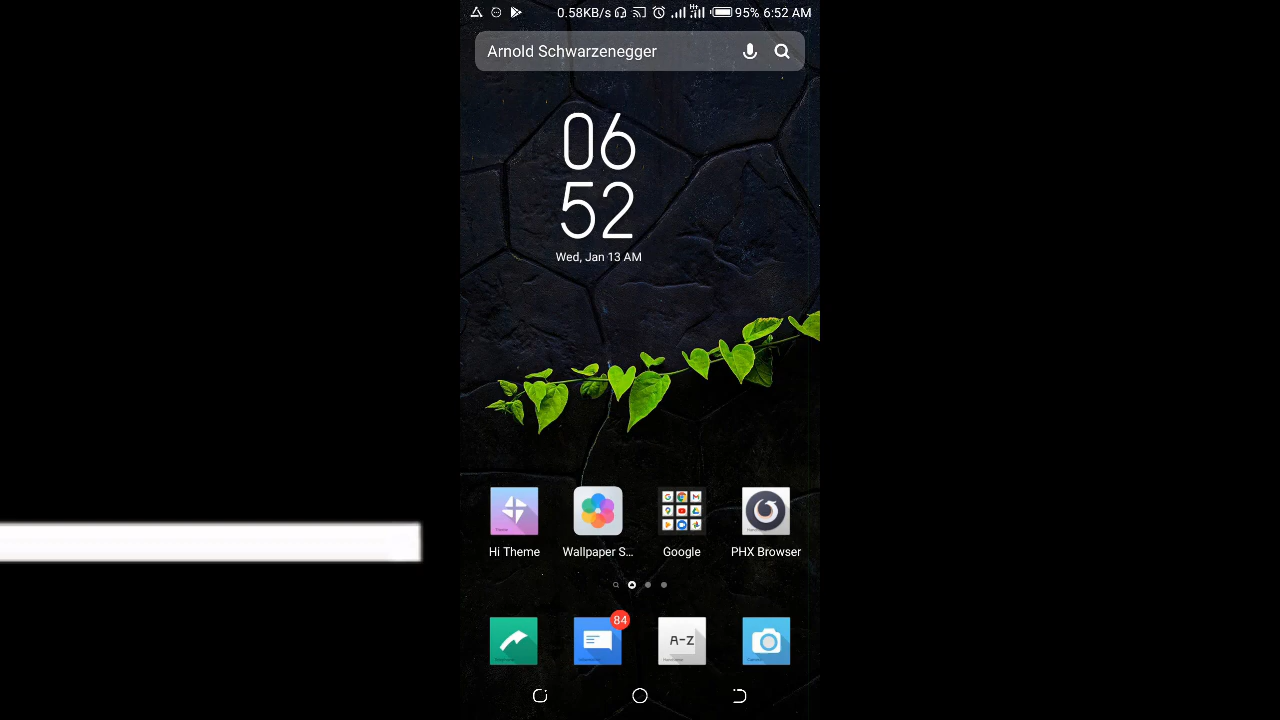 0.58KB/s H+ 95% 6:52 AM
Arnold Schwarzenegger
06
52
Wed, Jan 13 AM
Hi Theme Wallpaper S... Google PHX Browser
84
A-Z